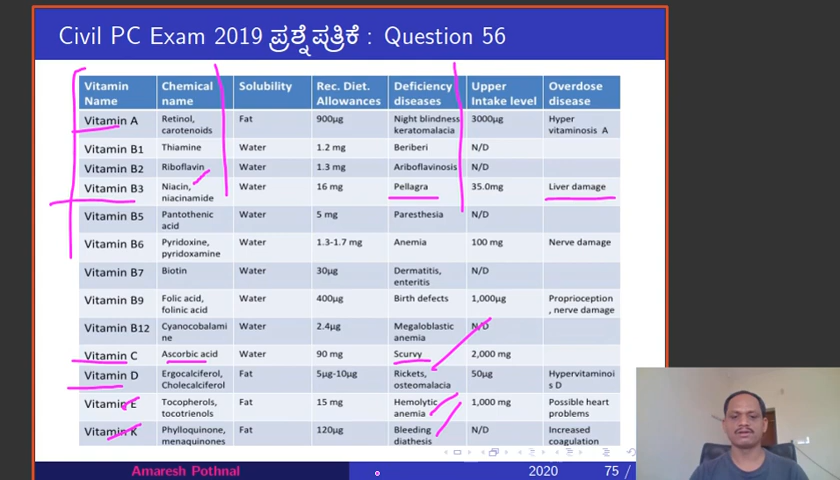 Civil PC Exam 2019 ಪ್ರಶ್ನೆ ಪತ್ರಿಕೆ : Question 56
Vitamin Name | Chemical name | Solubility | Rec. Diet. Allowances | Deficiency diseases | Upper Intake level | Overdose disease
Vitamin A | Retinol, carotenoids | Fat | 900µg | Night blindness keratomalacia | 3000µg | Hyper vitaminosis A
Vitamin B1 | Thiamine | Water | 1.2 mg | Beriberi | N/D
Vitamin B2 | Riboflavin | Water | 1.3 mg | Ariboflavinosis | N/D
Vitamin B3 | Niacin, niacinamide | Water | 16 mg | Pellagra | 35.0mg | Liver damage
Vitamin B5 | Pantothenic acid | Water | 5 mg | Paresthesia | N/D
Vitamin B6 | Pyridoxine, pyridoxamine | Water | 1.3-1.7 mg | Anemia | 100 mg | Nerve damage
Vitamin B7 | Biotin | Water | 30µg | Dermatitis, enteritis | N/D
Vitamin B9 | Folic acid, folinic acid | Water | 400µg | Birth defects | 1,000µg | Proprioception , nerve damage
Vitamin B12 | Cyanocobalami ne | Water | 2.4µg | Megaloblastic anemia | N/D
Vitamin C | Ascorbic acid | Water | 90 mg | Scurvy | 2,000 mg
Vitamin D | Ergocalciferol, Cholecalciferol | Fat | 5µg-10µg | Rickets, osteomalacia | 50µg | Hypervitaminosi s D
Vitamin E | Tocopherols, tocotrienols | Fat | 15 mg | Hemolytic anemia | 1,000 mg | Possible heart problems
Vitamin K | Phylloquinone, menaquinones | Fat | 120µg | Bleeding diathesis | N/D | Increased coagulation
Amaresh Pothnal 2020 75 /